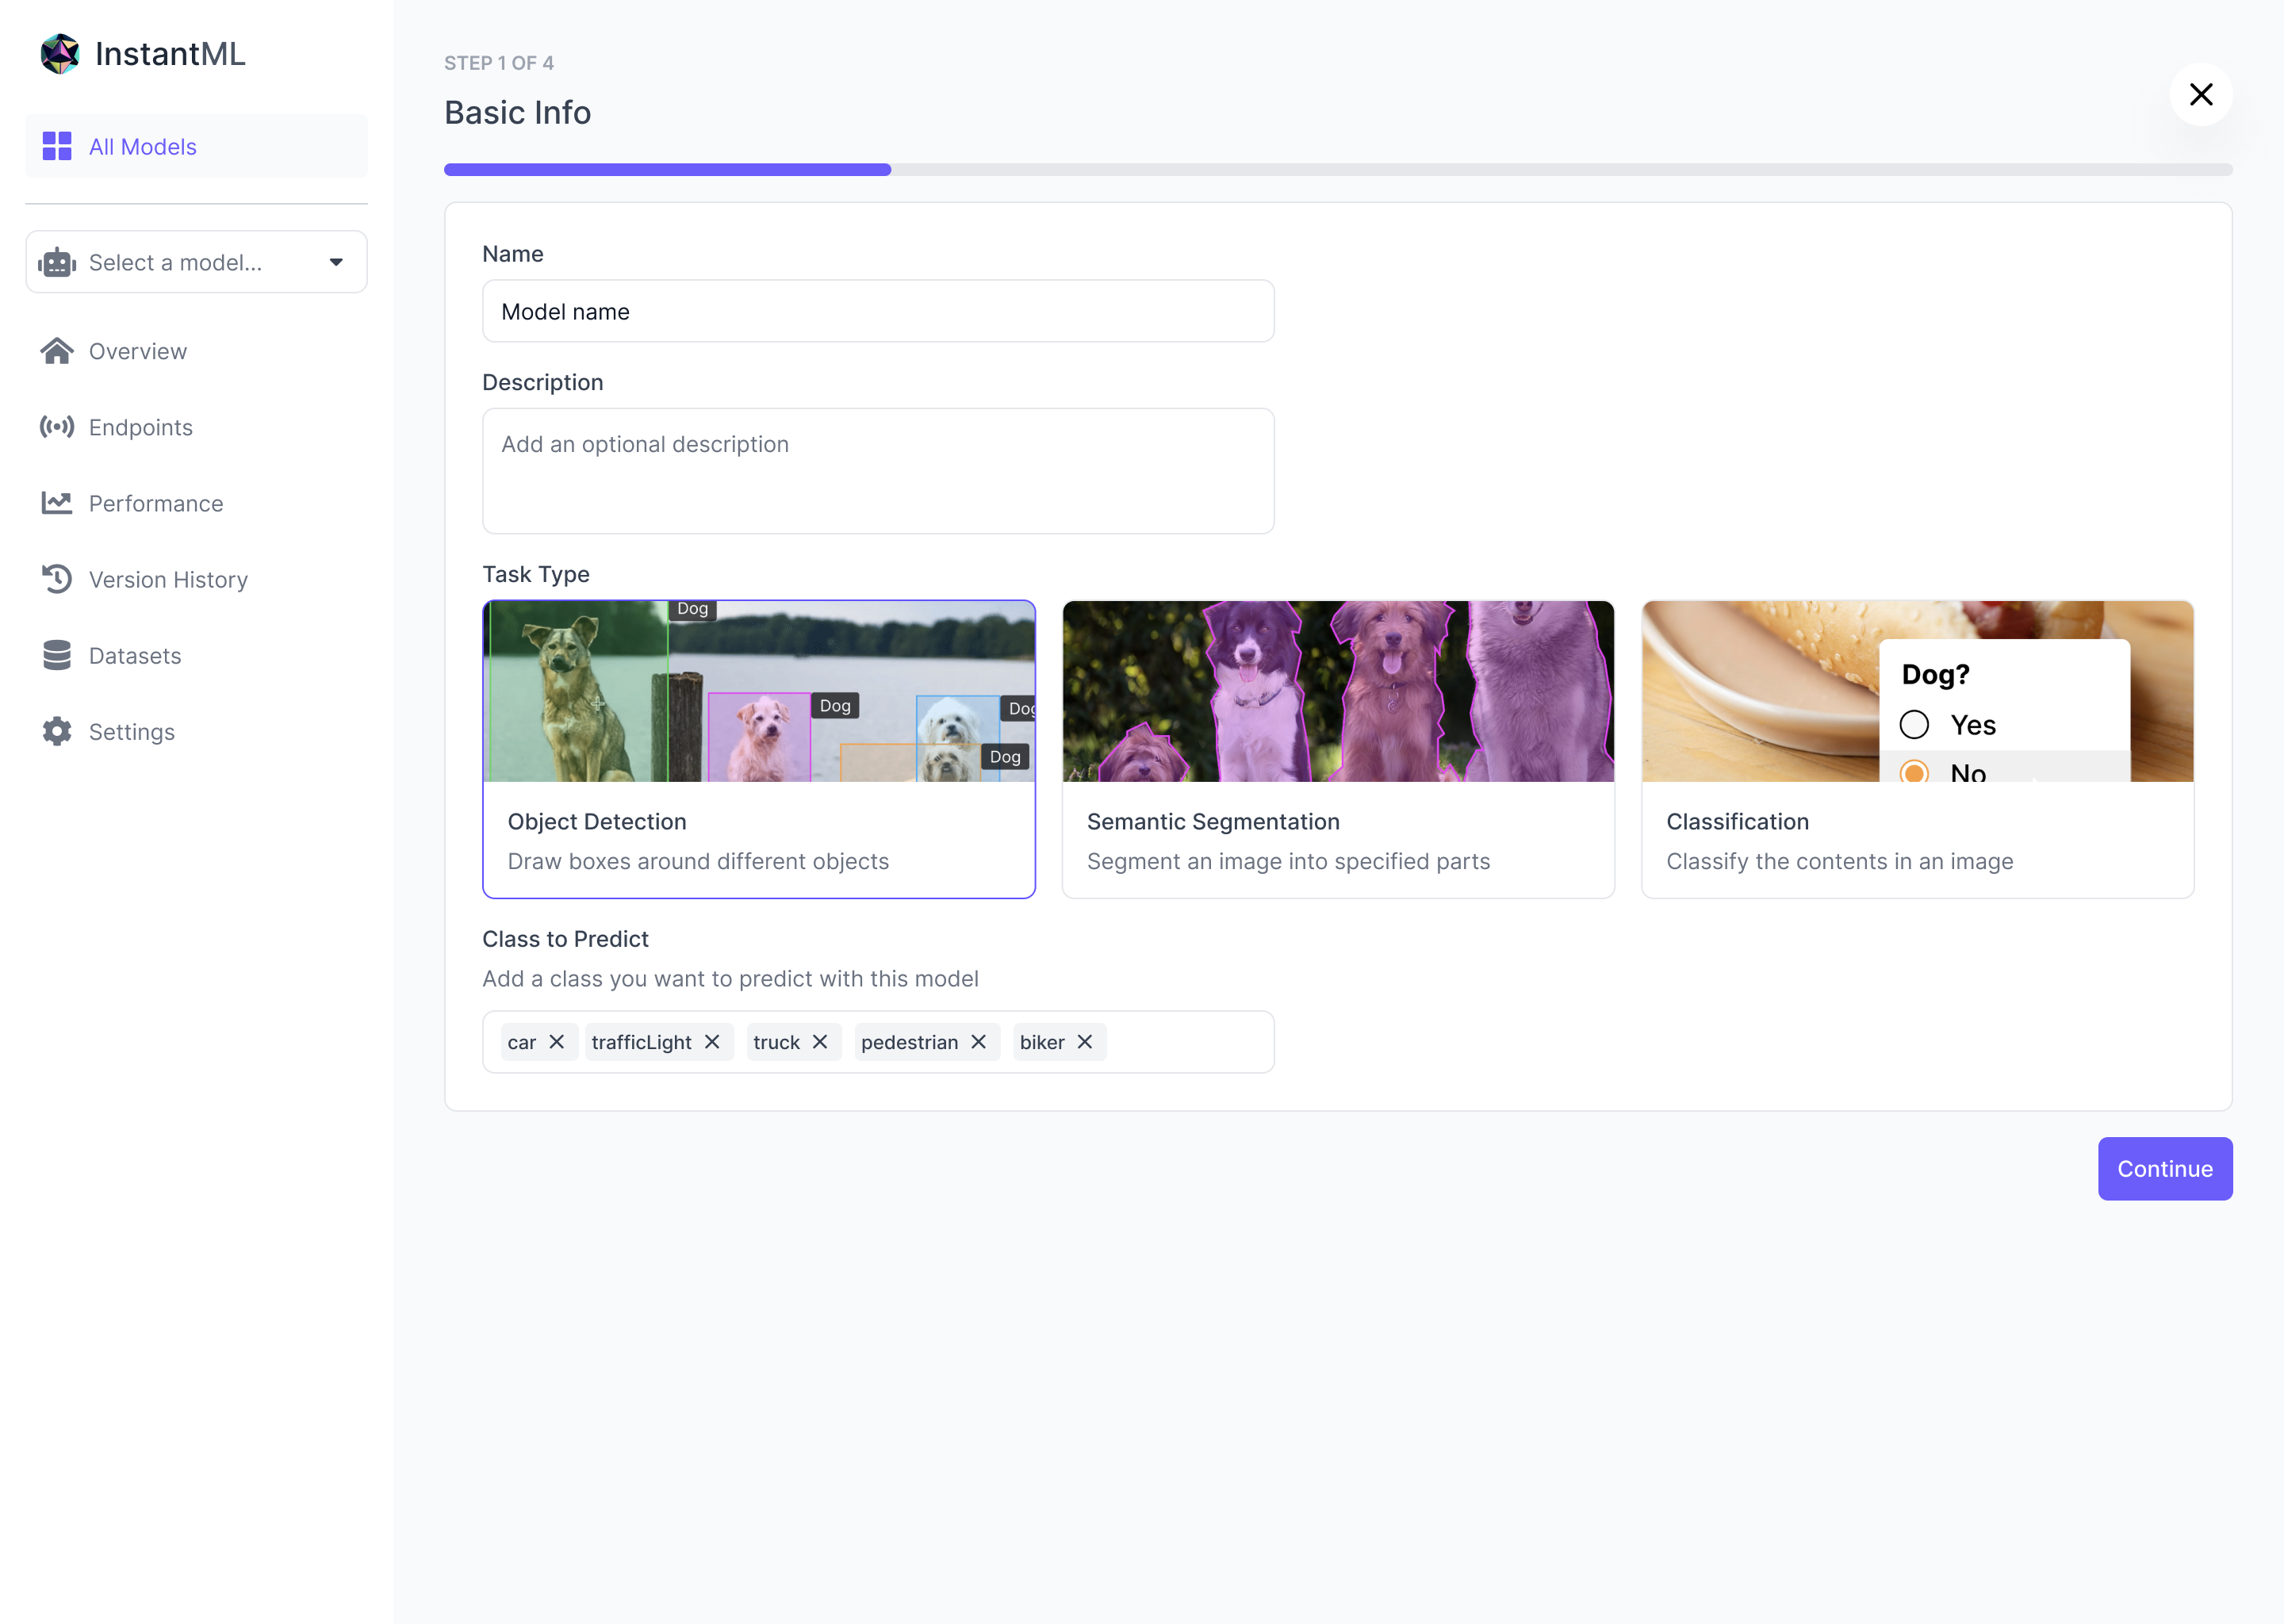 InstantML
All Models
Select a model...
Overview
Endpoints
Performance
Version History
Datasets
Settings
STEP 1 OF 4
Basic Info
Name
Model name
Description
Add an optional description
Task Type
Dog
Dog
Dog
Dog
Object Detection
Draw boxes around different objects
Semantic Segmentation
Segment an image into specified parts
Dog?
Yes
No
Classification
Classify the contents in an image
Class to Predict
Add a class you want to predict with this model
car trafficLight truck pedestrian biker
Continue